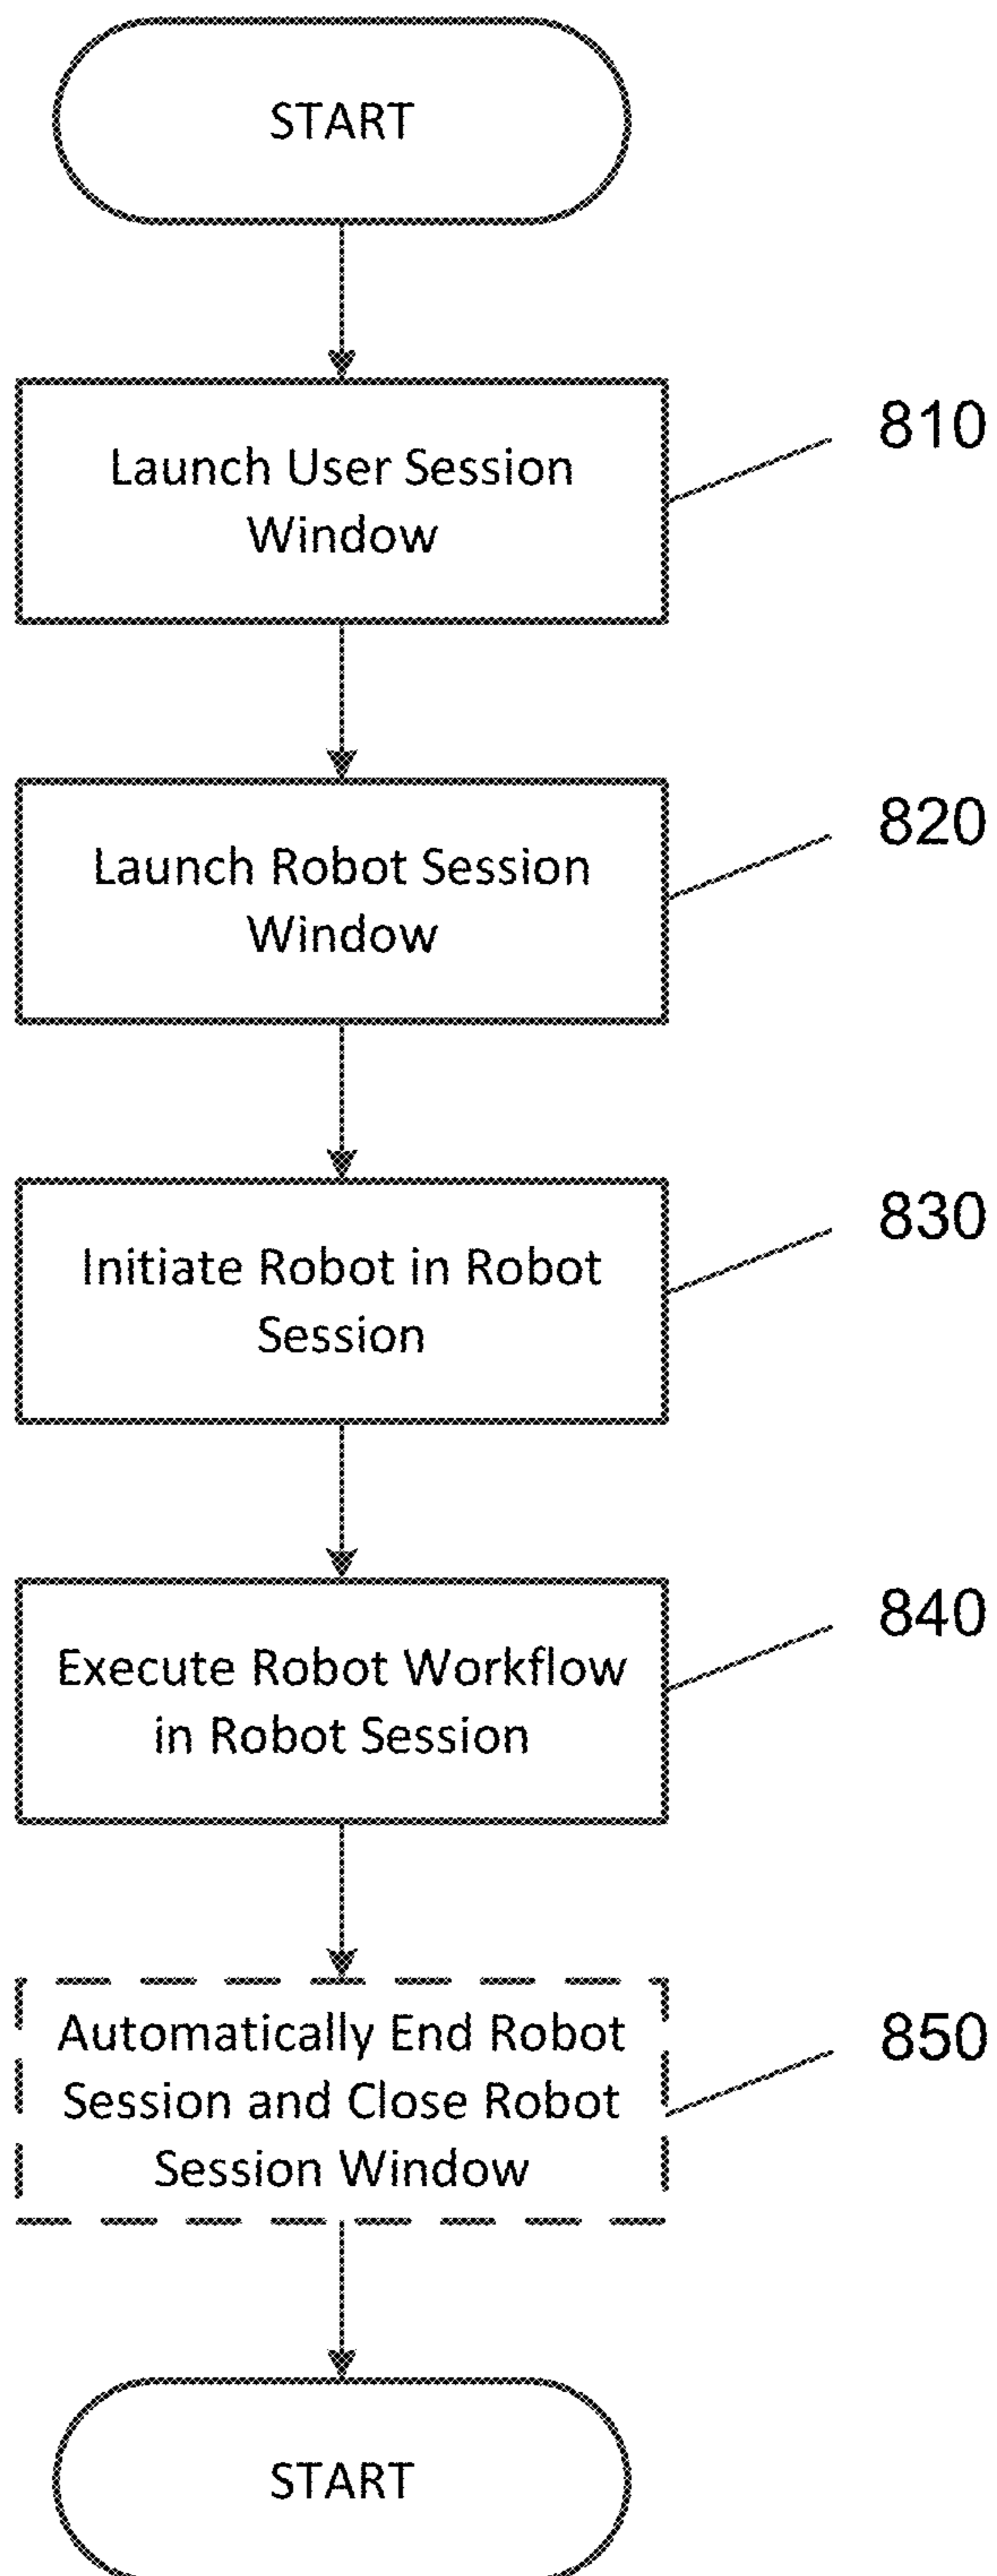 START
Launch User Session
Window
810
Launch Robot Session
Window
820
Initiate Robot in Robot
Session
830
Execute Robot Workflow
in Robot Session
840
Automatically End Robot
Session and Close Robot
Session Window
850
START